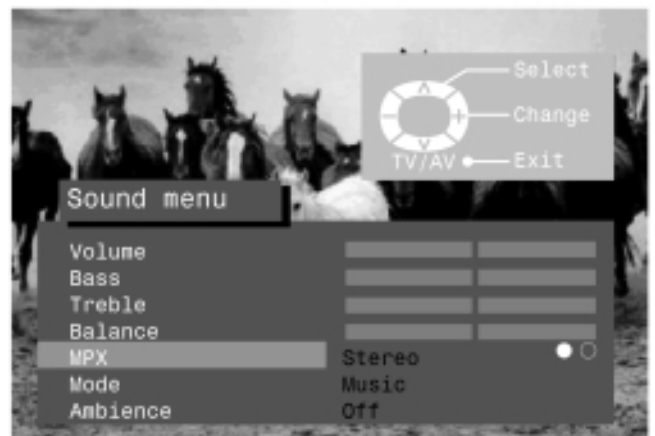 Select
Change
TV/AV Exit
Sound menu
Volume
Bass
Treble
Balance
MPX Stereo
Mode Music
Ambience Off